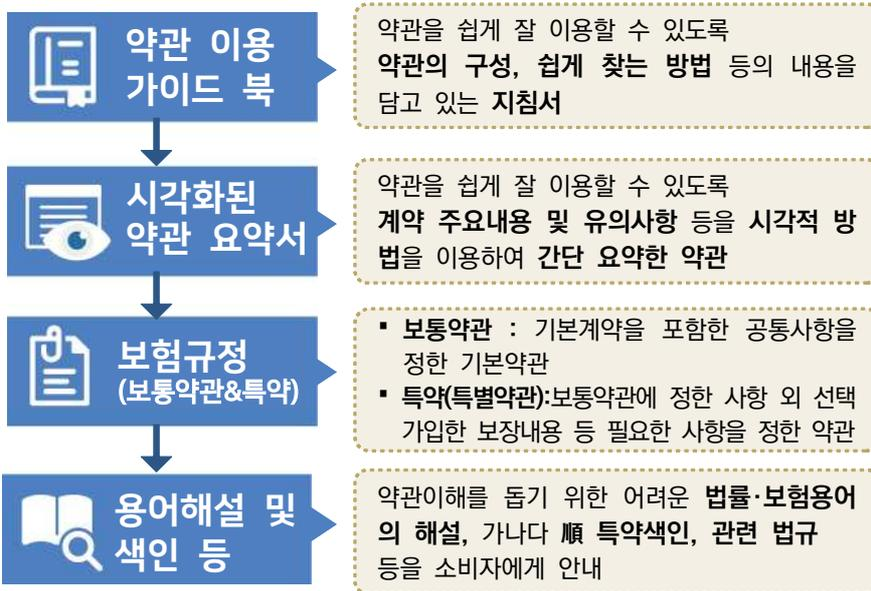 약관 이용
가이드 북
약관을 쉽게 잘 이용할 수 있도록
약관의 구성, 쉽게 찾는 방법 등의 내용을
담고 있는 지침서
시각화된
약관 요약서
약관을 쉽게 잘 이용할 수 있도록
계약 주요내용 및 유의사항 등을 시각적 방
법을 이용하여 간단 요약한 약관
보험규정
(보통약관&특약)
▪ 보통약관 : 기본계약을 포함한 공통사항을
정한 기본약관
▪ 특약(특별약관):보통약관에 정한 사항 외 선택
가입한 보장내용 등 필요한 사항을 정한 약관
용어해설 및
색인 등
약관이해를 돕기 위한 어려운 법률·보험용어
의 해설, 가나다 順 특약색인, 관련 법규
등을 소비자에게 안내